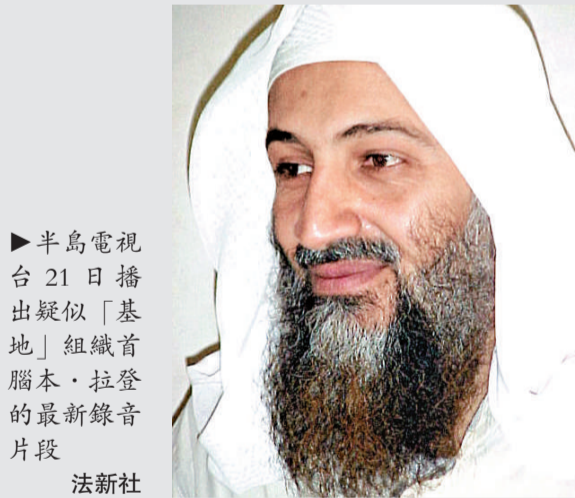 ▶半島電視
台 21 日播
出疑似「基
地」組織首
腦本·拉登
的最新錄音
片段
法新社